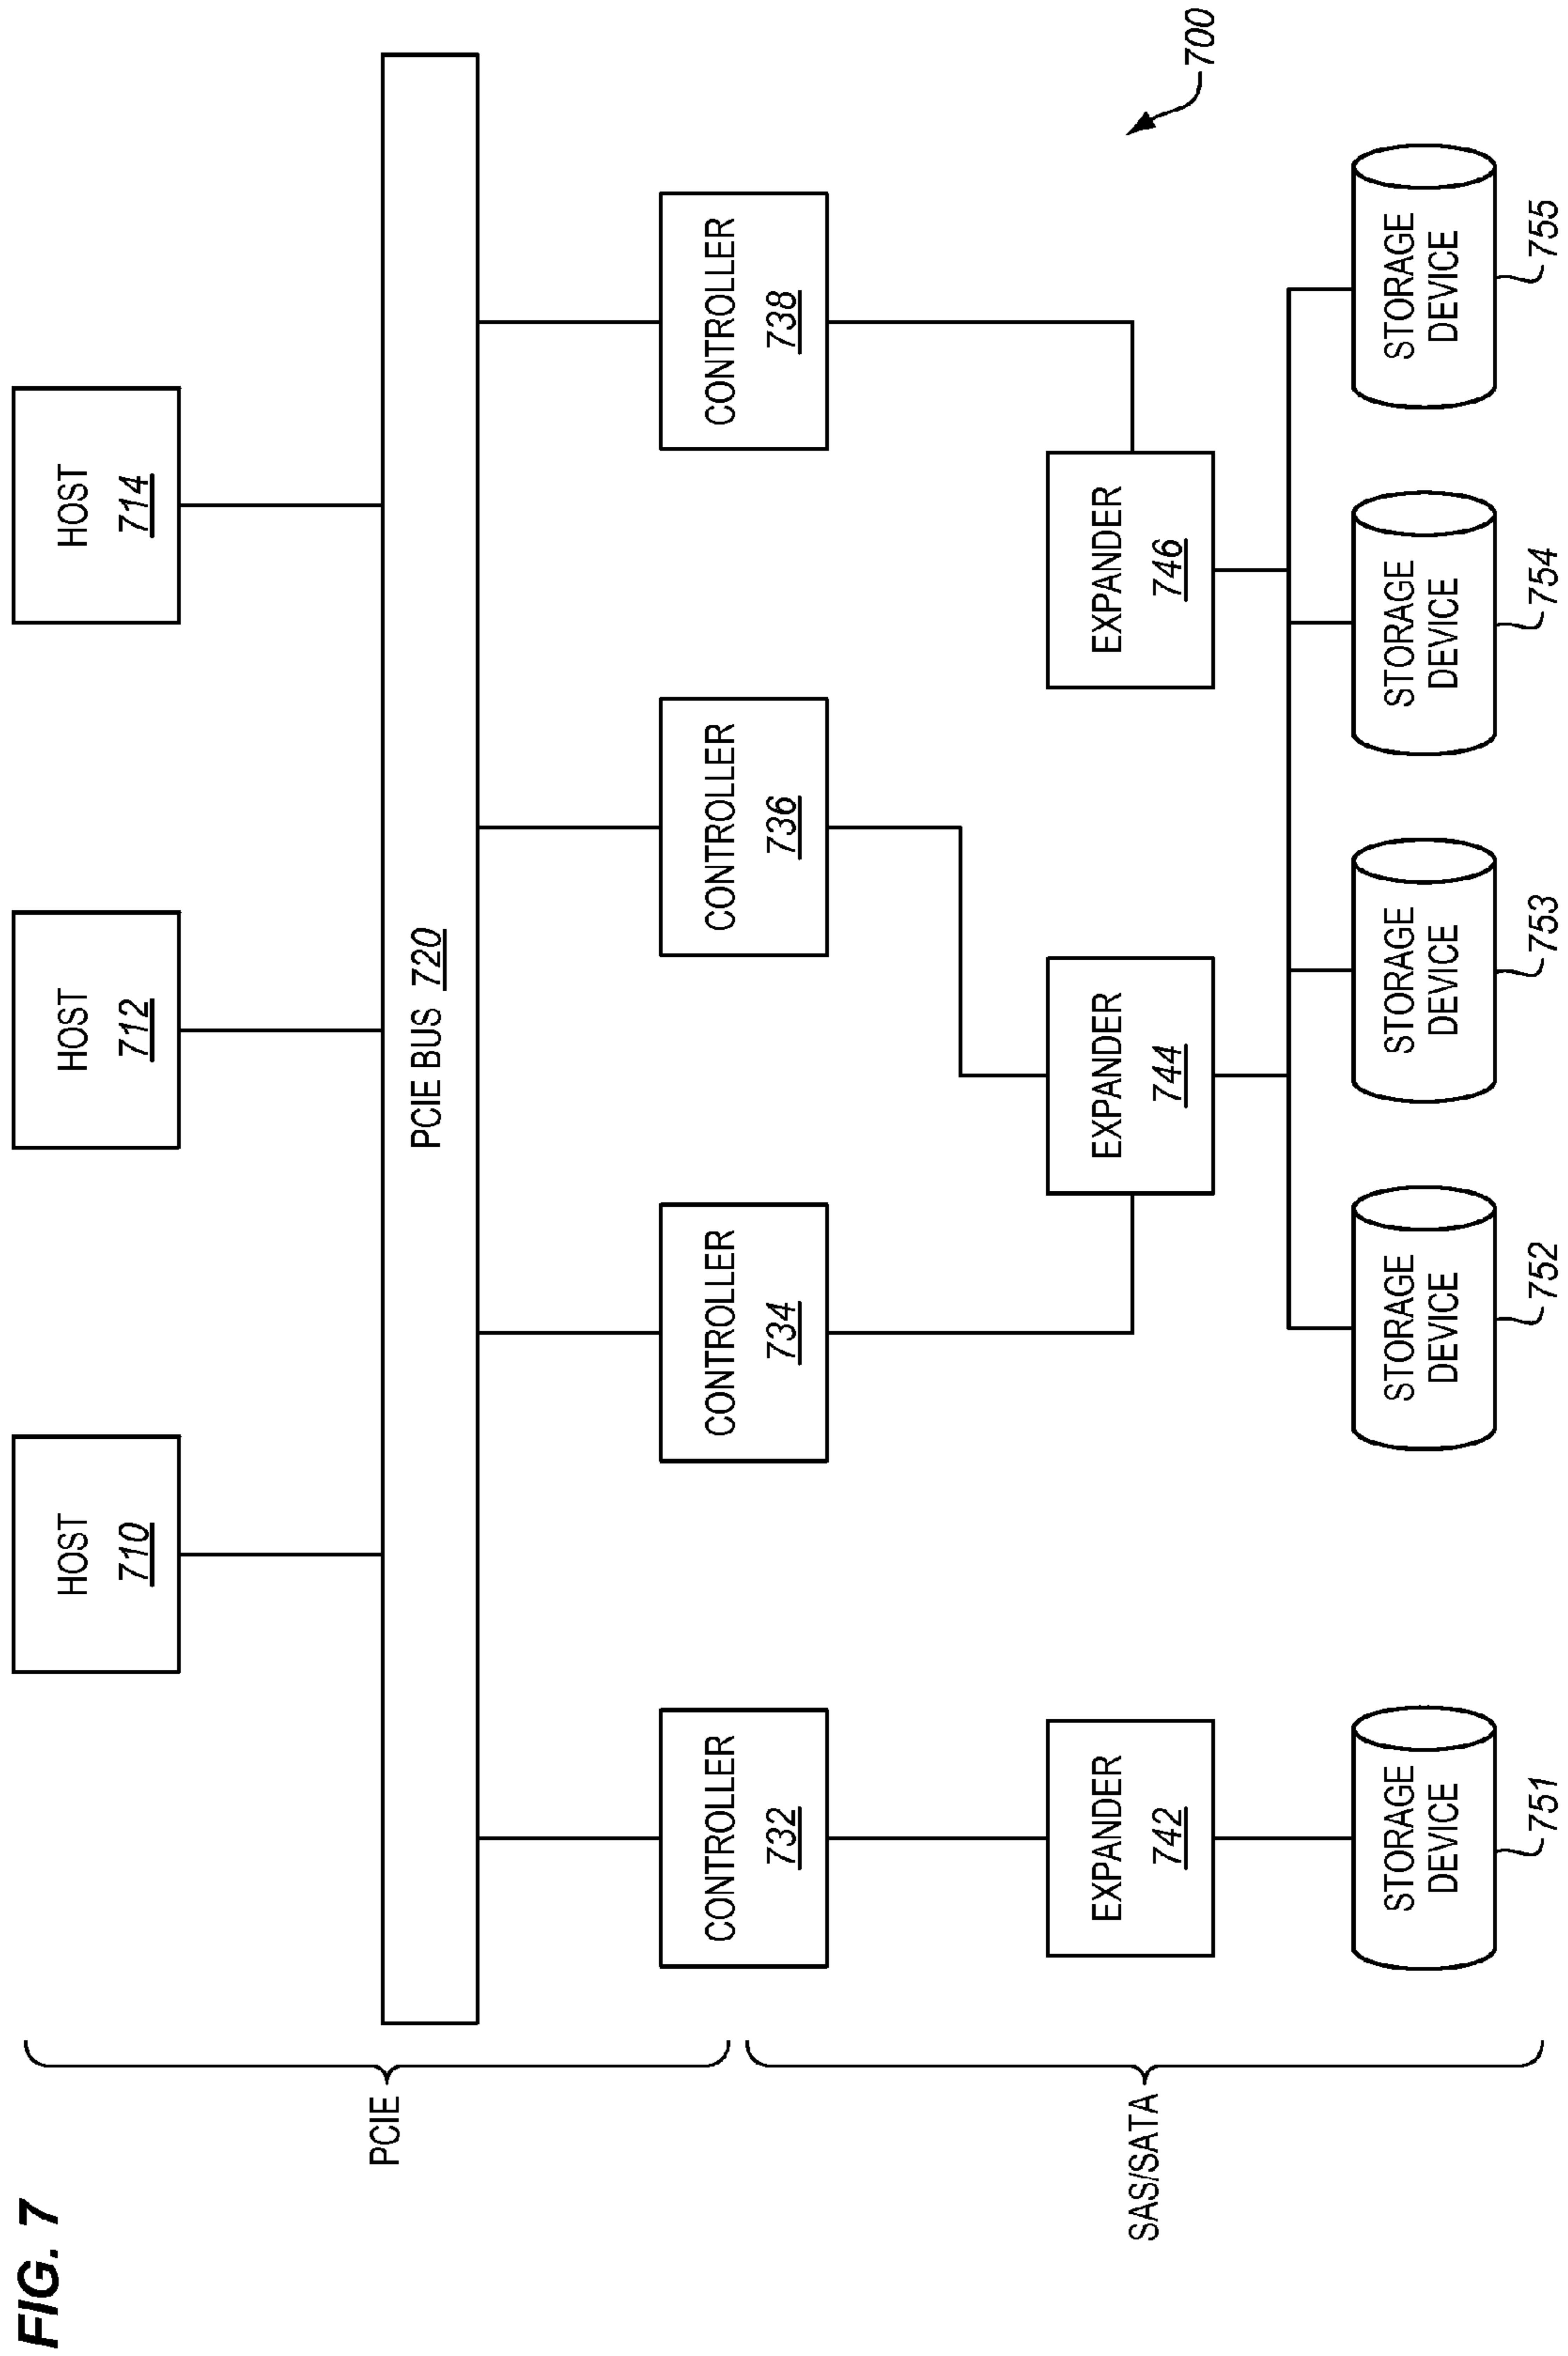 FIG. 7
PCIE
SAS/SATA
HOST
710
HOST
712
HOST
714
PCIE BUS 720
CONTROLLER
732
CONTROLLER
734
CONTROLLER
736
CONTROLLER
738
EXPANDER
742
EXPANDER
744
EXPANDER
746
700
STORAGE
DEVICE
751
STORAGE
DEVICE
752
STORAGE
DEVICE
753
STORAGE
DEVICE
754
STORAGE
DEVICE
755